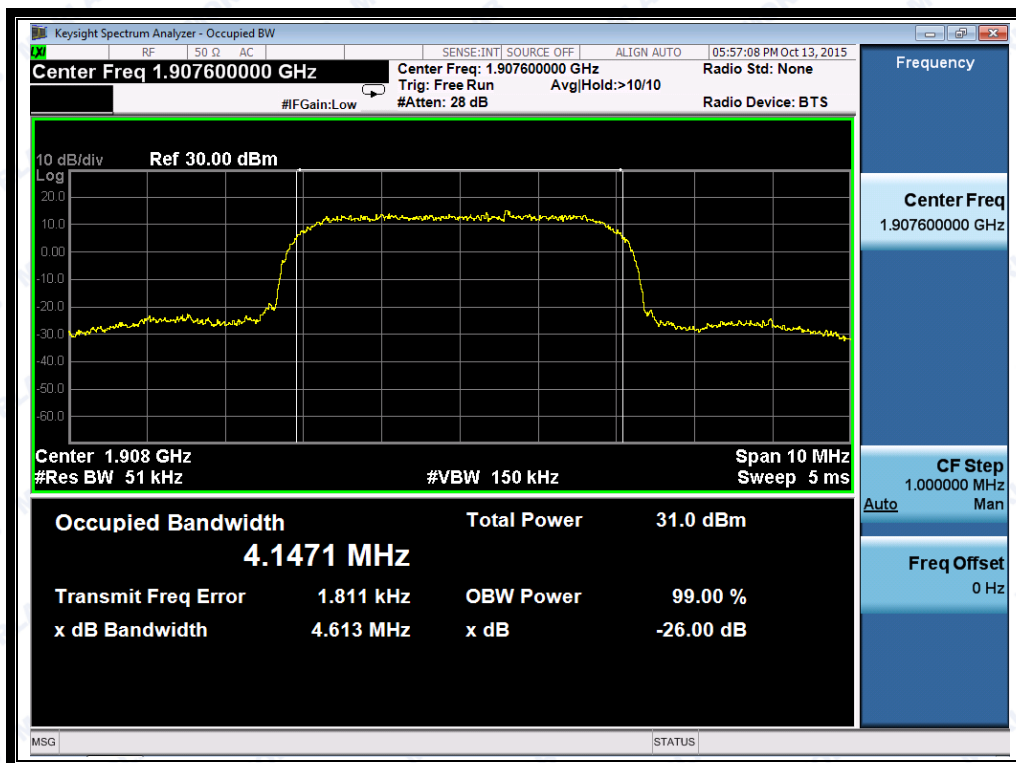 Keysight Spectrum Analyzer - Occupied BW
LXI RF 50 Ω AC SENSE:INT SOURCE OFF ALIGN AUTO 05:57:08 PM Oct 13, 2015
Center Freq 1.907600000 GHz
Center Freq: 1.907600000 GHz
Radio Std: None
Trig: Free Run Avg|Hold:>10/10
#IFGain:Low
#Atten: 28 dB
Radio Device: BTS
10 dB/div Ref 30.00 dBm
Log
20.0
10.0
0.00
-10.0
-20.0
-30.0
-40.0
-50.0
-60.0
Center 1.908 GHz Span 10 MHz
#Res BW 51 kHz #VBW 150 kHz Sweep 5 ms
Occupied Bandwidth Total Power 31.0 dBm
4.1471 MHz
Transmit Freq Error 1.811 kHz OBW Power 99.00 %
x dB Bandwidth 4.613 MHz x dB -26.00 dB
MSG STATUS
Frequency
Center Freq
1.907600000 GHz
CF Step
1.000000 MHz
Auto Man
Freq Offset
0 Hz